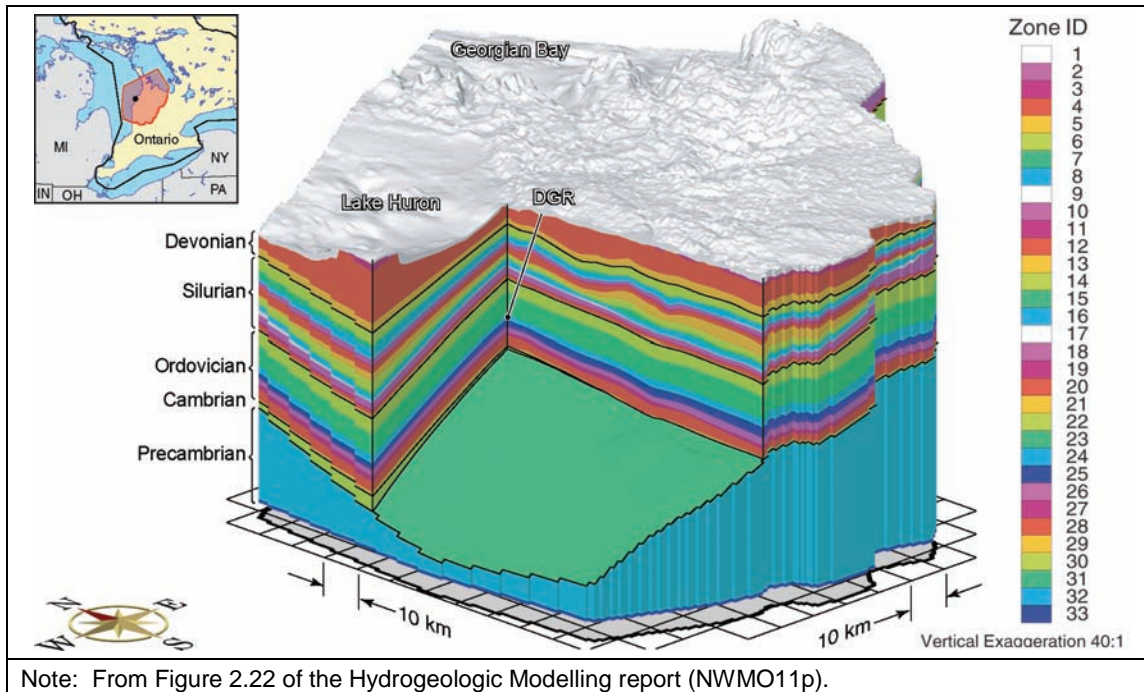 MI
Ontario
NY
PA
IN
OH
Georgian Bay
Lake Huron
DGR
Devonian
Silurian
Ordovician
Cambrian
Precambrian
N
E
W
S
10 km
10 km
Vertical Exaggeration 40:1
Zone ID
1
2
3
4
5
6
7
8
9
10
11
12
13
14
15
16
17
18
19
20
21
22
23
24
25
26
27
28
29
30
31
32
33
Note: From Figure 2.22 of the Hydrogeologic Modelling report (NWMO11p).